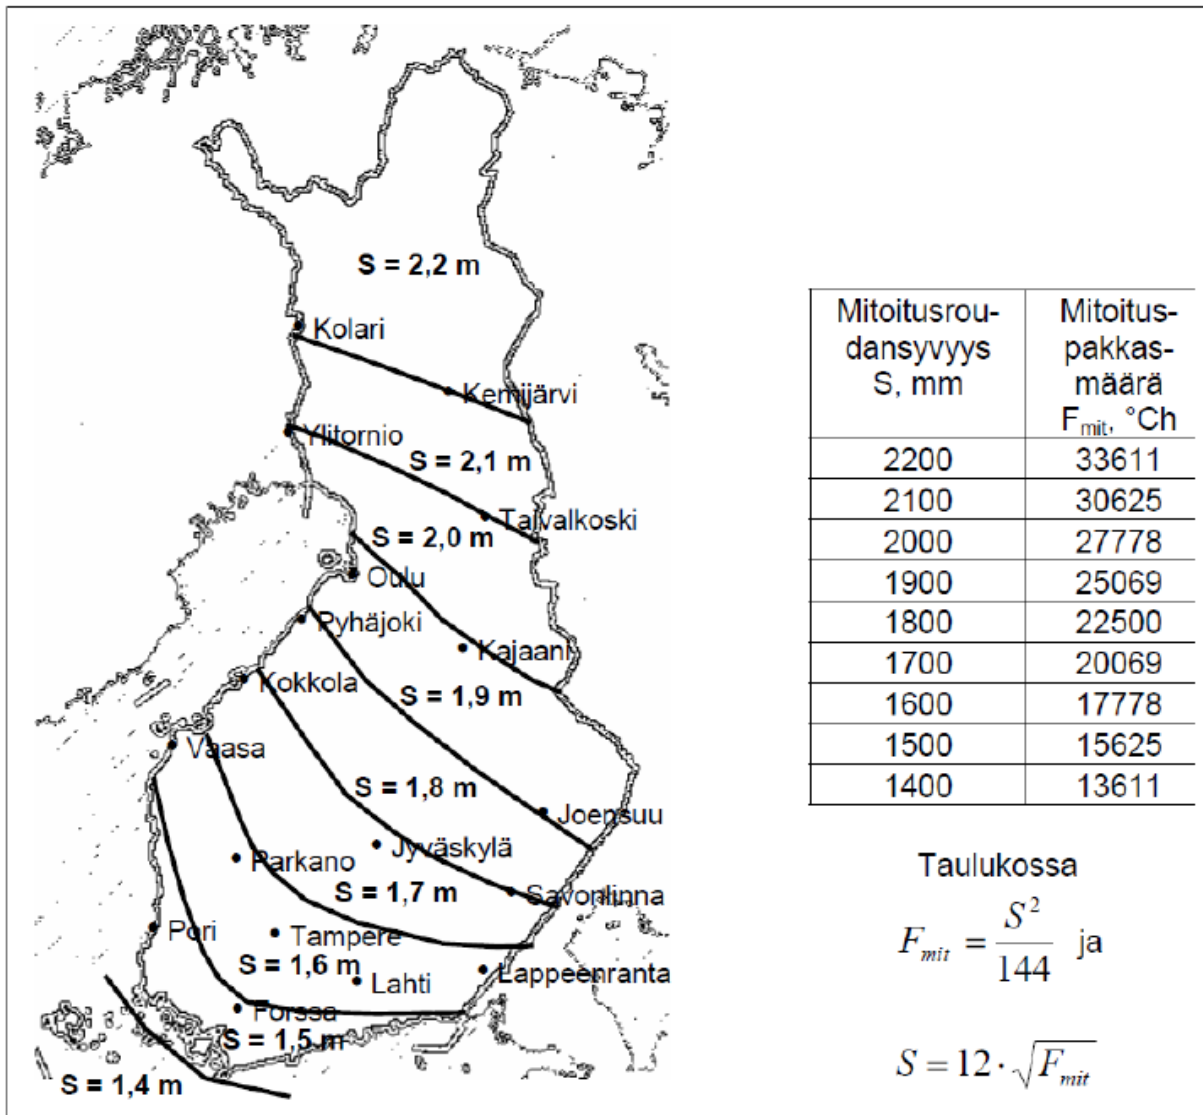 S = 2,2 m
Kolari
Kemijärvi
Ylitornio
S = 2,1 m
Taivalkoski
S = 2,0 m
Oulu
Pyhäjoki
Kajaani
Kokkola
S = 1,9 m
Vaasa
S = 1,8 m
Joensuu
Jyväskylä
Parkano
S = 1,7 m
Savonlinna
Pori
Tampere
S = 1,6 m
Lappeenranta
Lahti
Forssa
S = 1,5 m
S = 1,4 m
Mitoitusrou-
dansyvyys
S, mm
Mitoitus-
pakkas-
määrä
Fmit, °Ch
2200 33611
2100 30625
2000 27778
1900 25069
1800 22500
1700 20069
1600 17778
1500 15625
1400 13611
Taulukossa
F_mit = S²/144 ja
S = 12 · √F_mit